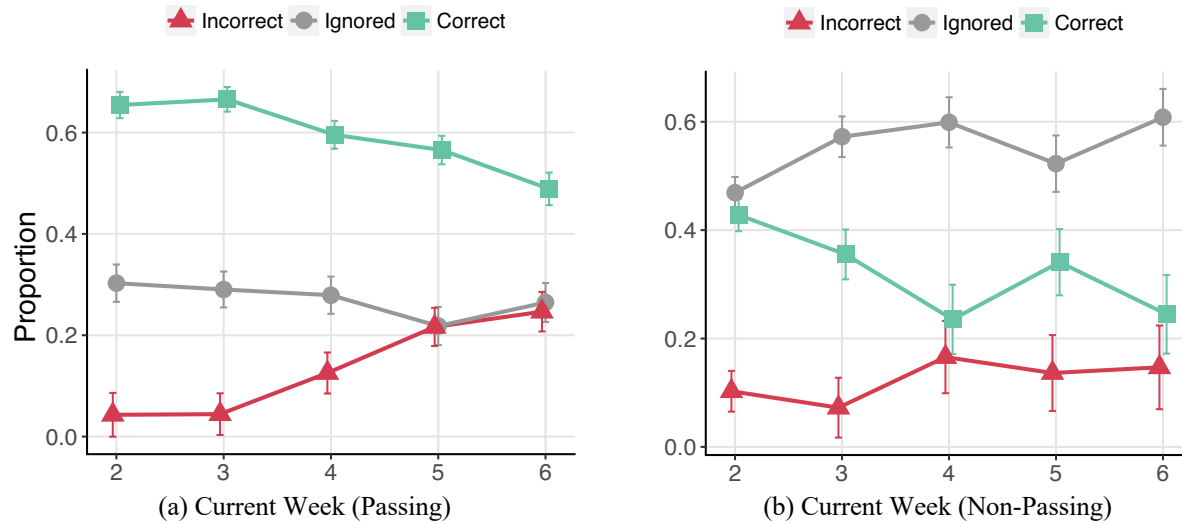 Incorrect Ignored Correct
0.6
0.4
0.2
0.0
Proportion
2 3 4 5 6
(a) Current Week (Passing)
Incorrect Ignored Correct
0.6
0.4
0.2
0.0
2 3 4 5 6
(b) Current Week (Non-Passing)